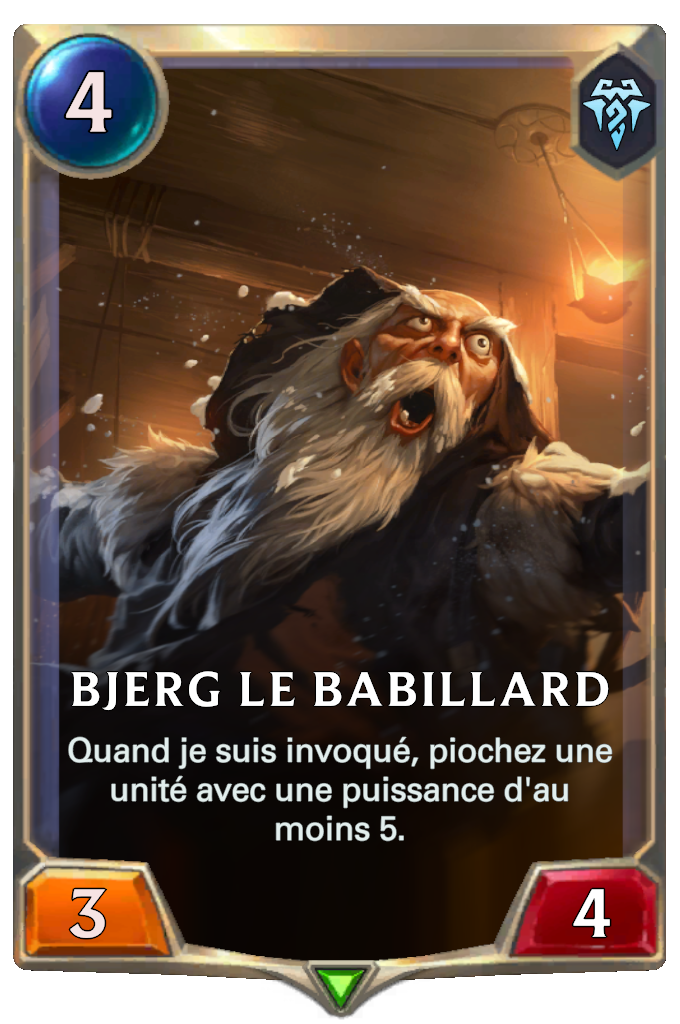 4
BJERG LE BABILLARD
Quand je suis invoqué, piochez une
unité avec une puissance d'au
moins 5.
3
4